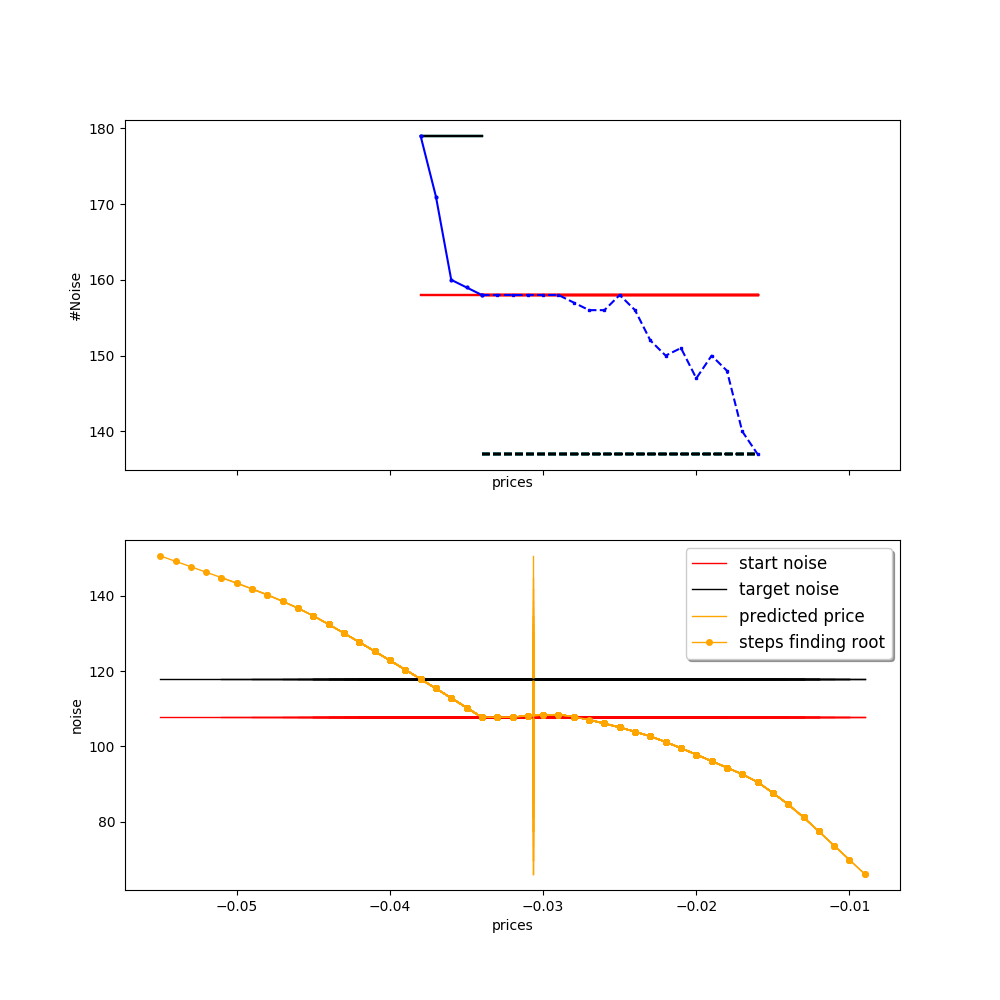 180
170
160
150
140
#Noise
prices
140
120
100
80
noise
start noise
target noise
predicted price
steps finding root
−0.05
−0.04
−0.03
−0.02
−0.01
prices